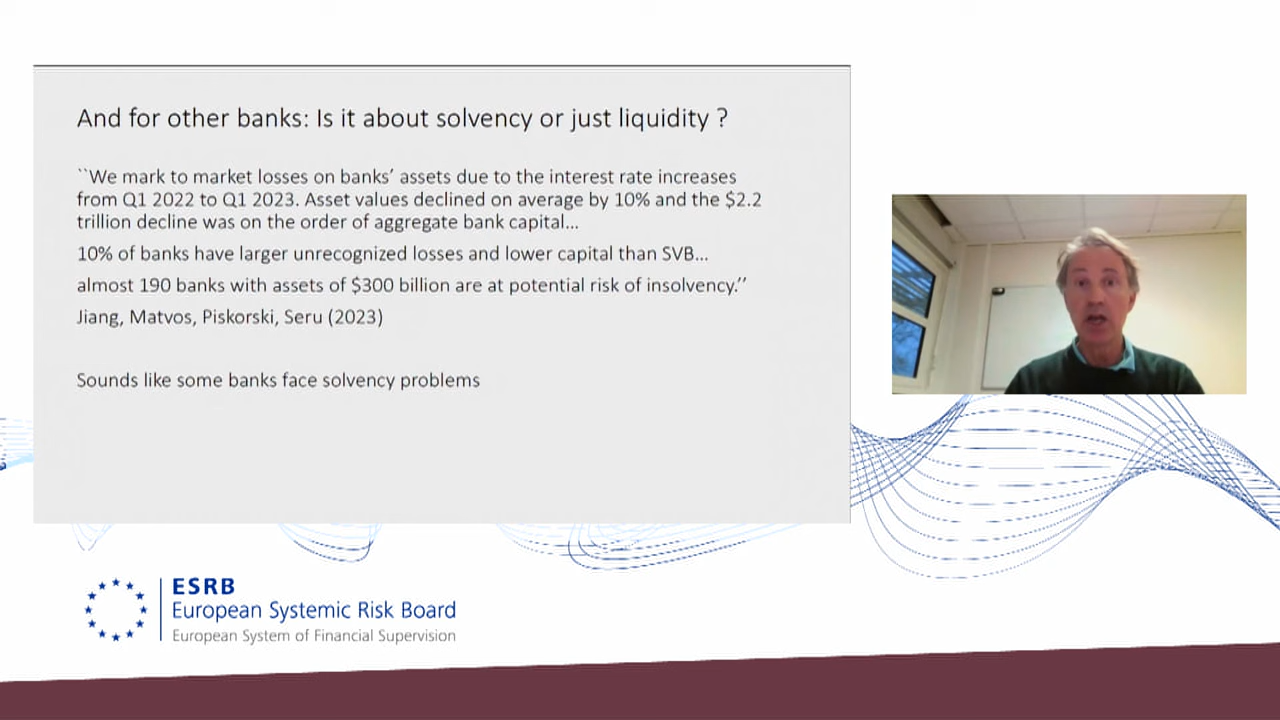 And for other banks: Is it about solvency or just liquidity ?
``We mark to market losses on banks’ assets due to the interest rate increases
from Q1 2022 to Q1 2023. Asset values declined on average by 10% and the $2.2
trillion decline was on the order of aggregate bank capital...
10% of banks have larger unrecognized losses and lower capital than SVB...
almost 190 banks with assets of $300 billion are at potential risk of insolvency.’’
Jiang, Matvos, Piskorski, Seru (2023)
Sounds like some banks face solvency problems
ESRB
European Systemic Risk Board
European System of Financial Supervision